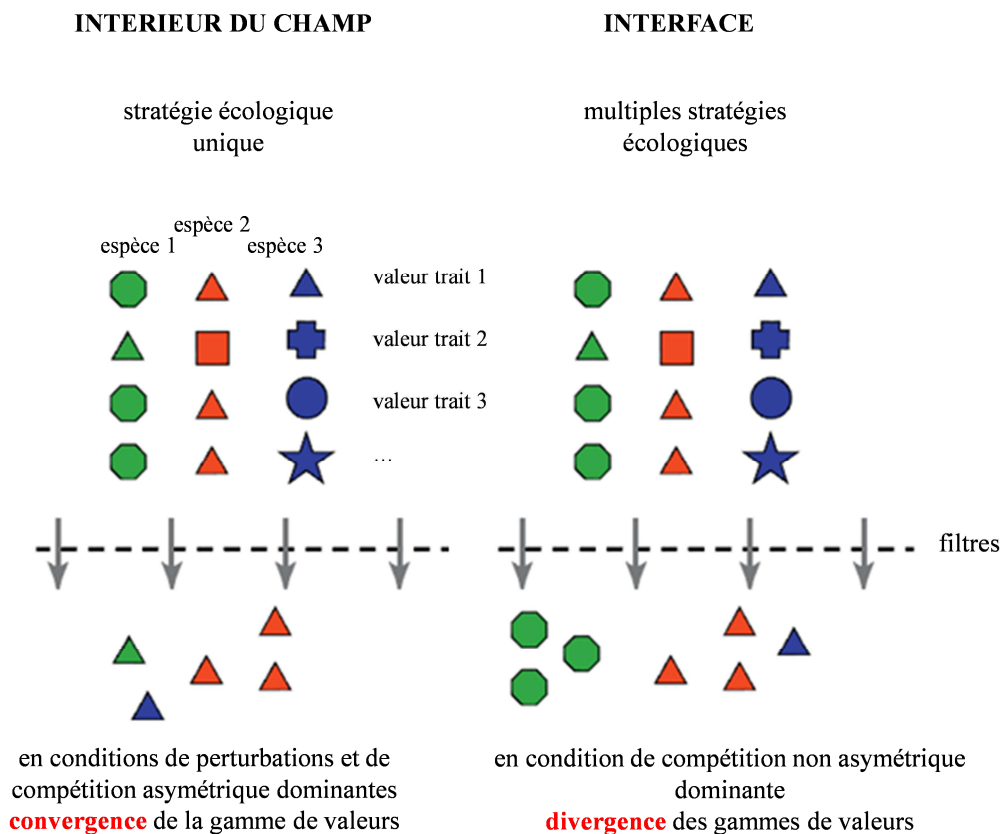 INTERIEUR DU CHAMP
INTERFACE
stratégie écologique
unique
multiples stratégies
écologiques
espèce 2
espèce 1
espèce 3
valeur trait 1
valeur trait 2
valeur trait 3
...
filtres
en conditions de perturbations et de
compétition asymétrique dominantes
convergence de la gamme de valeurs
en condition de compétition non asymétrique
dominante
divergence des gammes de valeurs